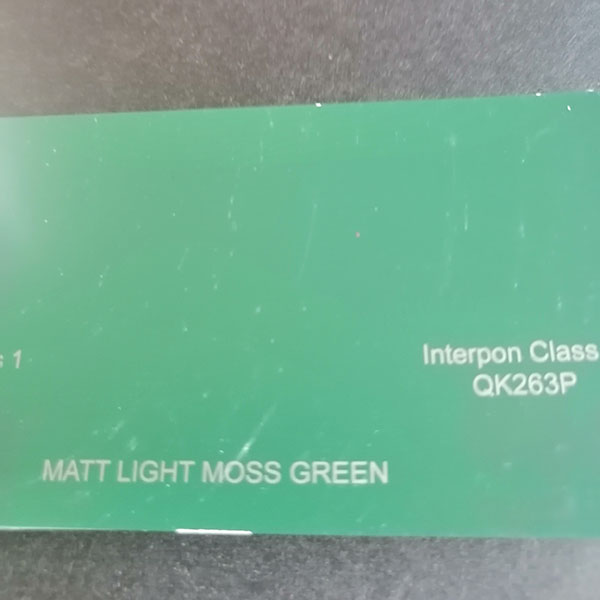 s 1
Interpon Class
QK263P
MATT LIGHT MOSS GREEN